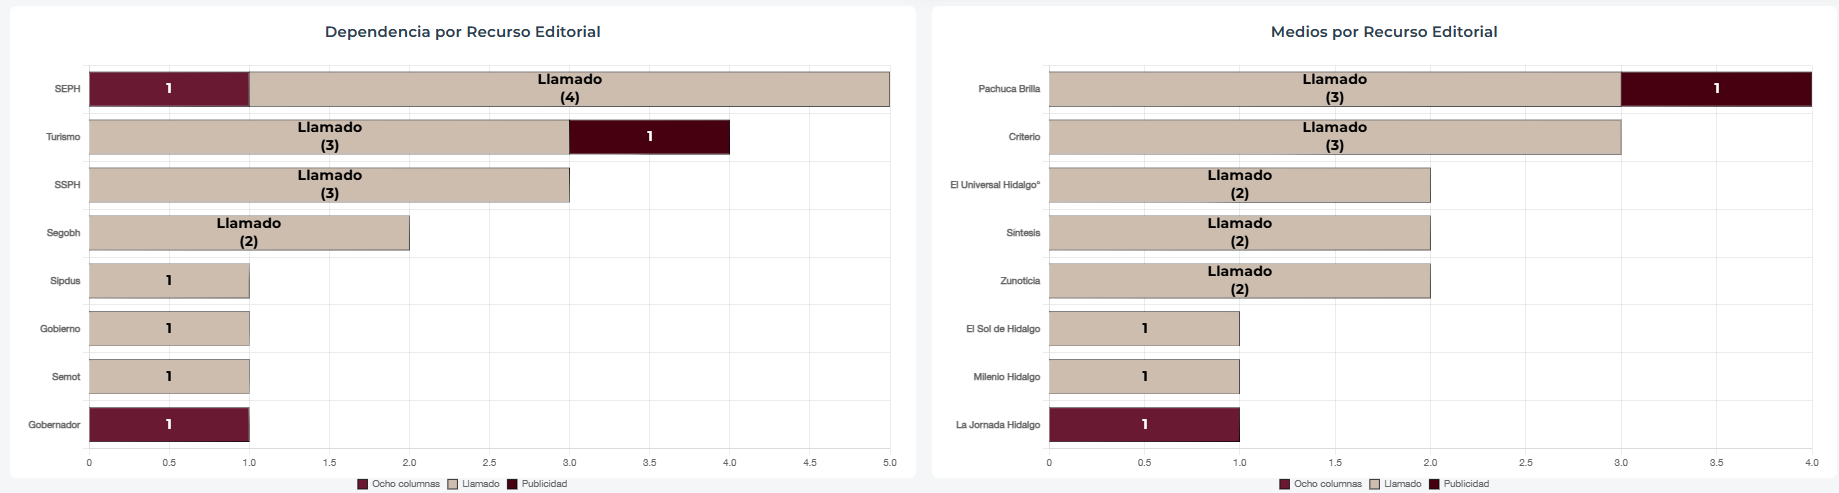 Dependencia por Recurso Editorial
SEPH
1
Llamado
(4)
Turismo
Llamado
(3)
1
SSPH
Llamado
(3)
Segobh
Llamado
(2)
Sipdus
1
Gobierno
1
Semot
1
Gobernador
1
0 0.5 1.0 1.5 2.0 2.5 3.0 3.5 4.0 4.5 5.0
Ocho columnas Llamado Publicidad
Medios por Recurso Editorial
Pachuca Brilla
Llamado
(3)
1
Criterio
Llamado
(3)
El Universal Hidalgo°
Llamado
(2)
Síntesis
Llamado
(2)
Zunoticia
Llamado
(2)
El Sol de Hidalgo
1
Milenio Hidalgo
1
La Jornada Hidalgo
1
0 0.5 1.0 1.5 2.0 2.5 3.0 3.5 4.0
Ocho columnas Llamado Publicidad